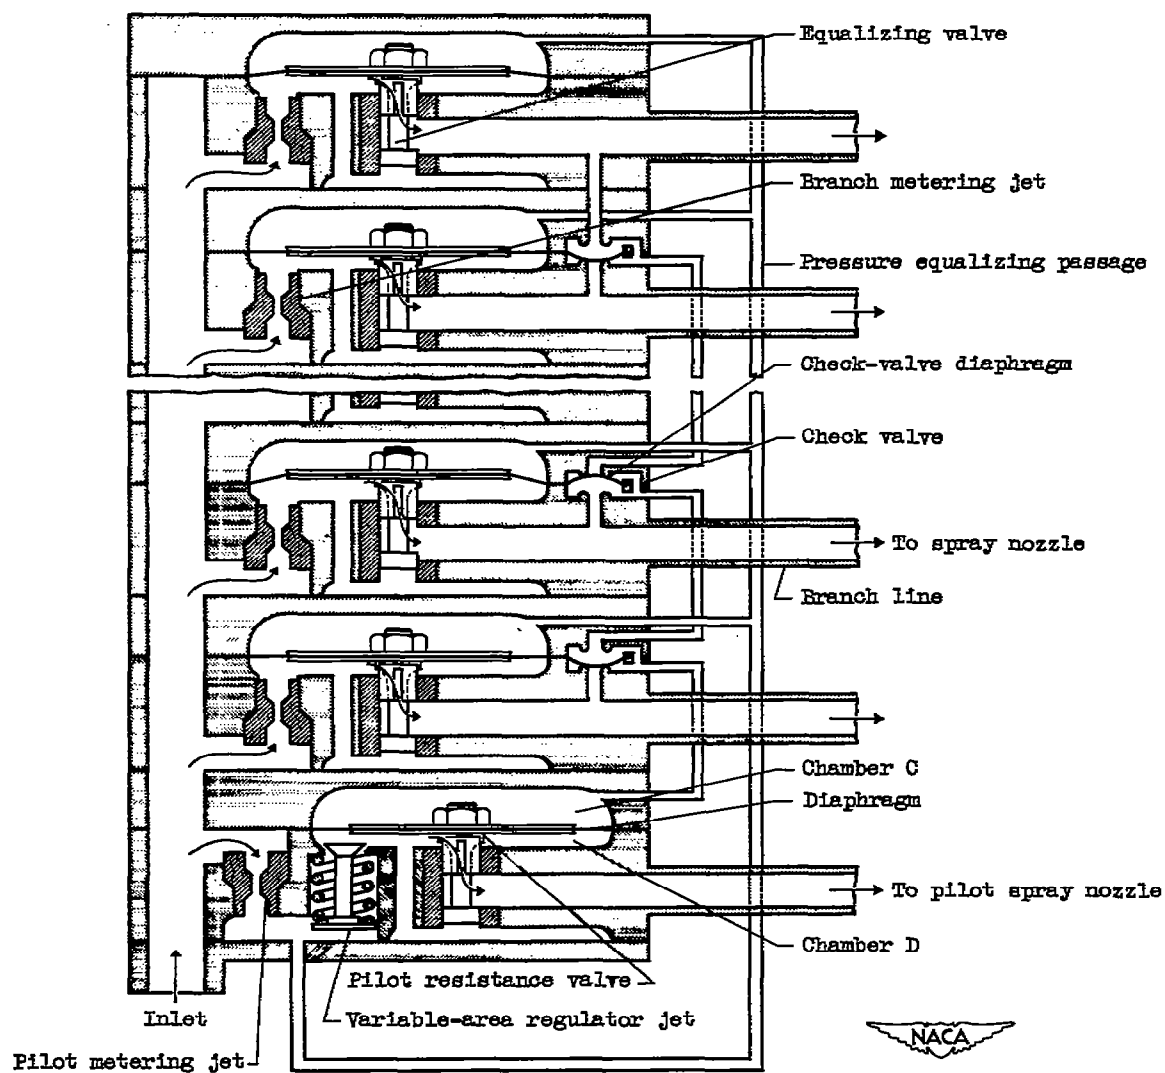 Equalizing valve
Branch metering jet
Pressure equalizing passage
Check-valve diaphragm
Check valve
To spray nozzle
Branch line
Chamber C
Diaphragm
To pilot spray nozzle
Chamber D
Pilot resistance valve
Variable-area regulator jet
Inlet
Pilot metering jet
NACA